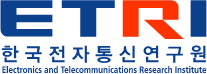 ETRI
한국전자통신연구원
Electronics and Telecommunications Research Institute